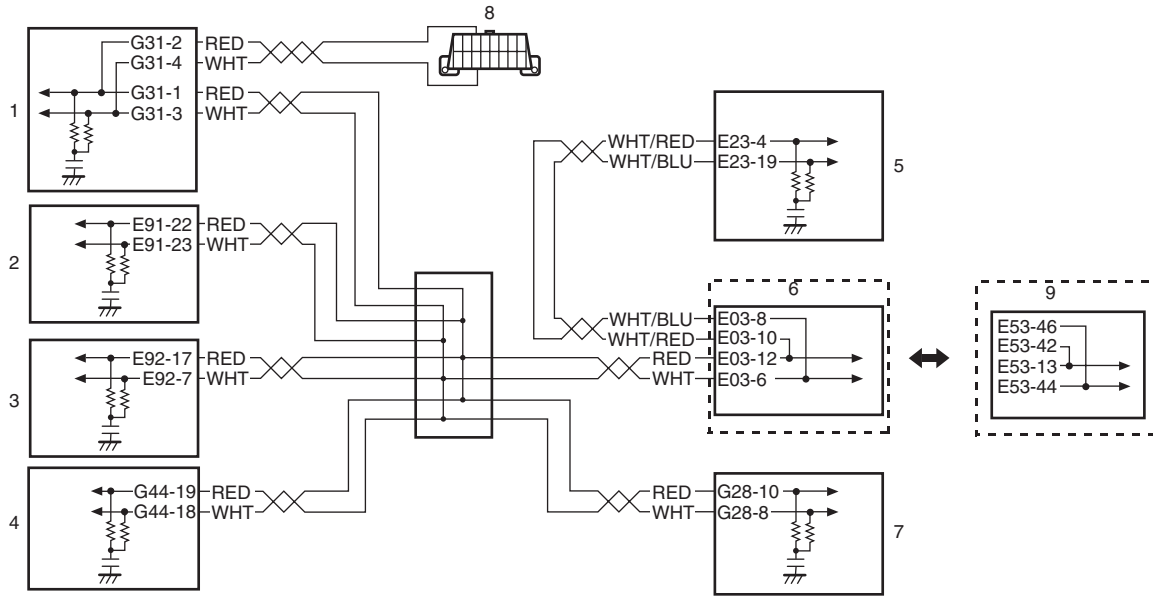 8
1
G31-2 RED
G31-4 WHT
G31-1 RED
G31-3 WHT
2
E91-22 RED
E91-23 WHT
3
E92-17 RED
E92-7 WHT
4
G44-19 RED
G44-18 WHT
WHT/RED E23-4
WHT/BLU E23-19
5
6
WHT/BLU E03-8
WHT/RED E03-10
RED E03-12
WHT E03-6
9
E53-46
E53-42
E53-13
E53-44
RED G28-10
WHT G28-8
7